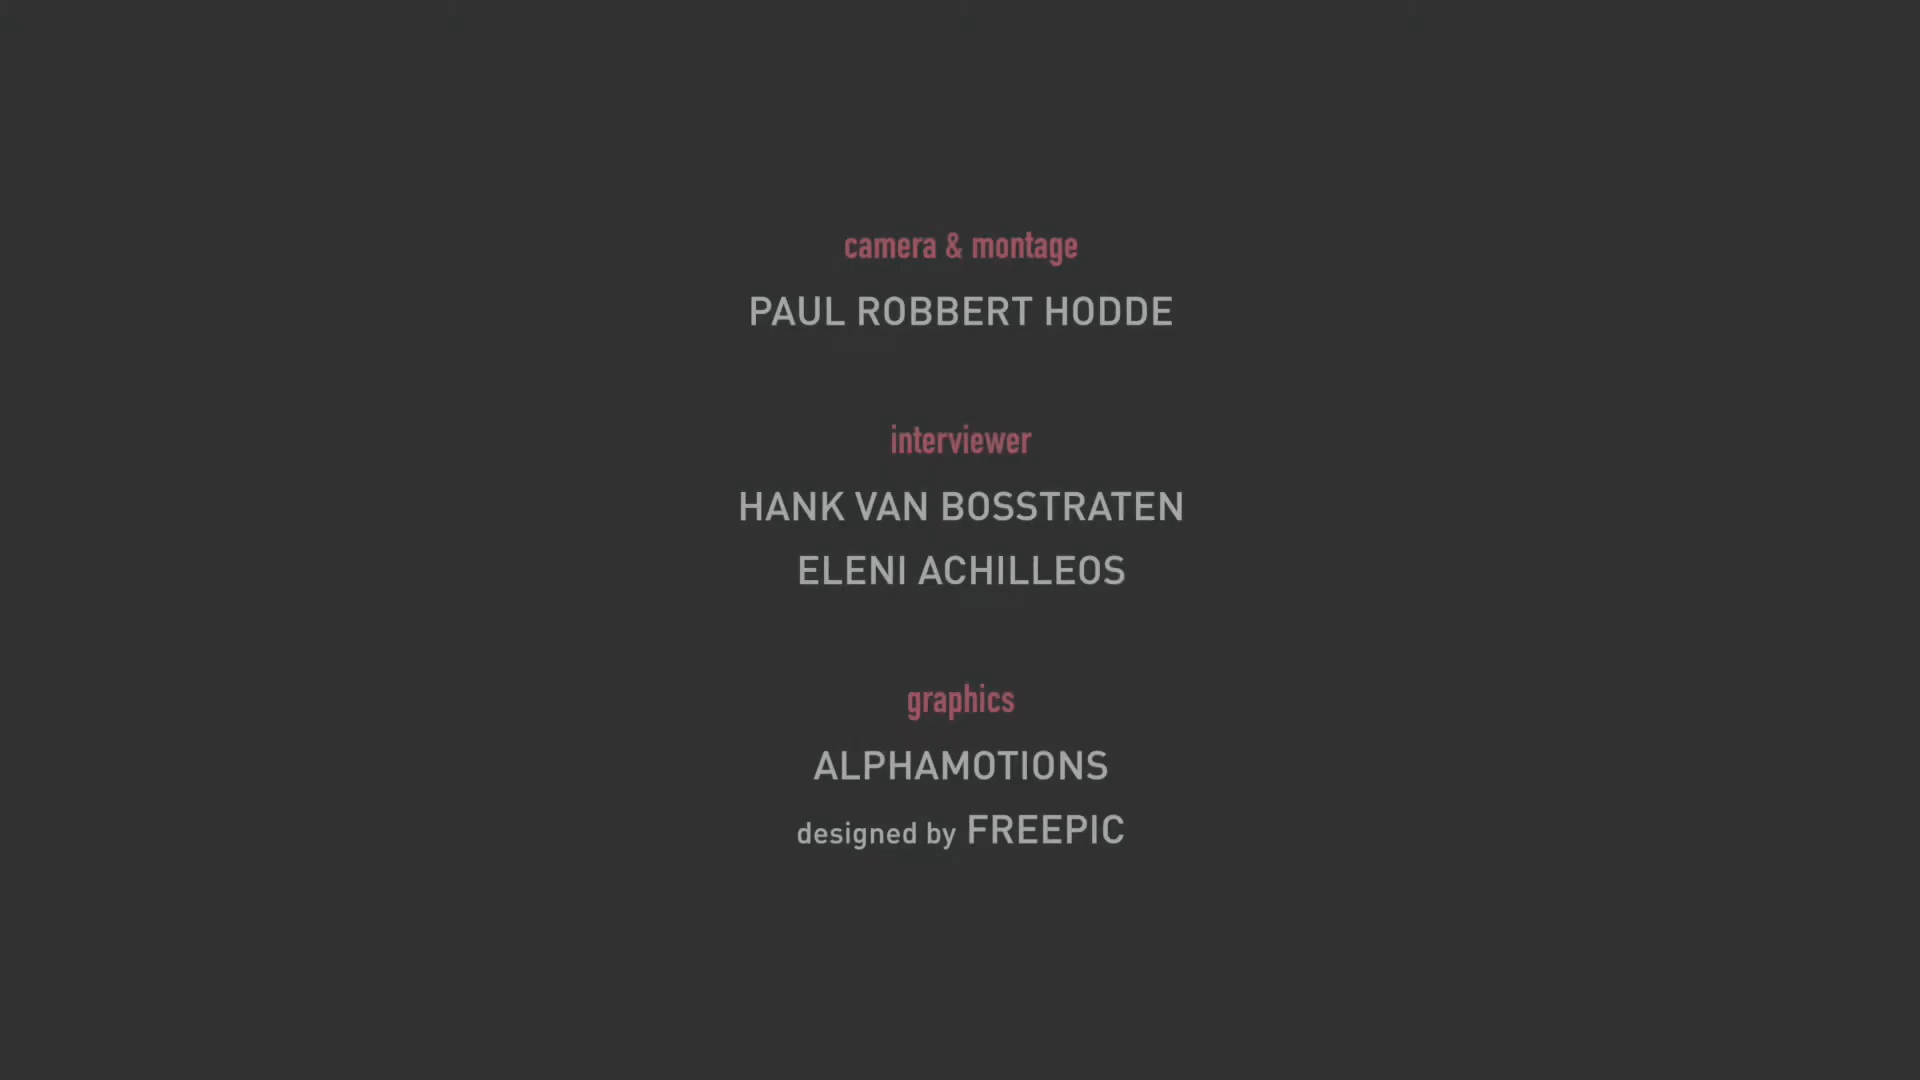 camera & montage
PAUL ROBBERT HODDE
interviewer
HANK VAN BOSSTRATEN
ELENI ACHILLEOS
graphics
ALPHAMOTIONS
designed by FREEPIC